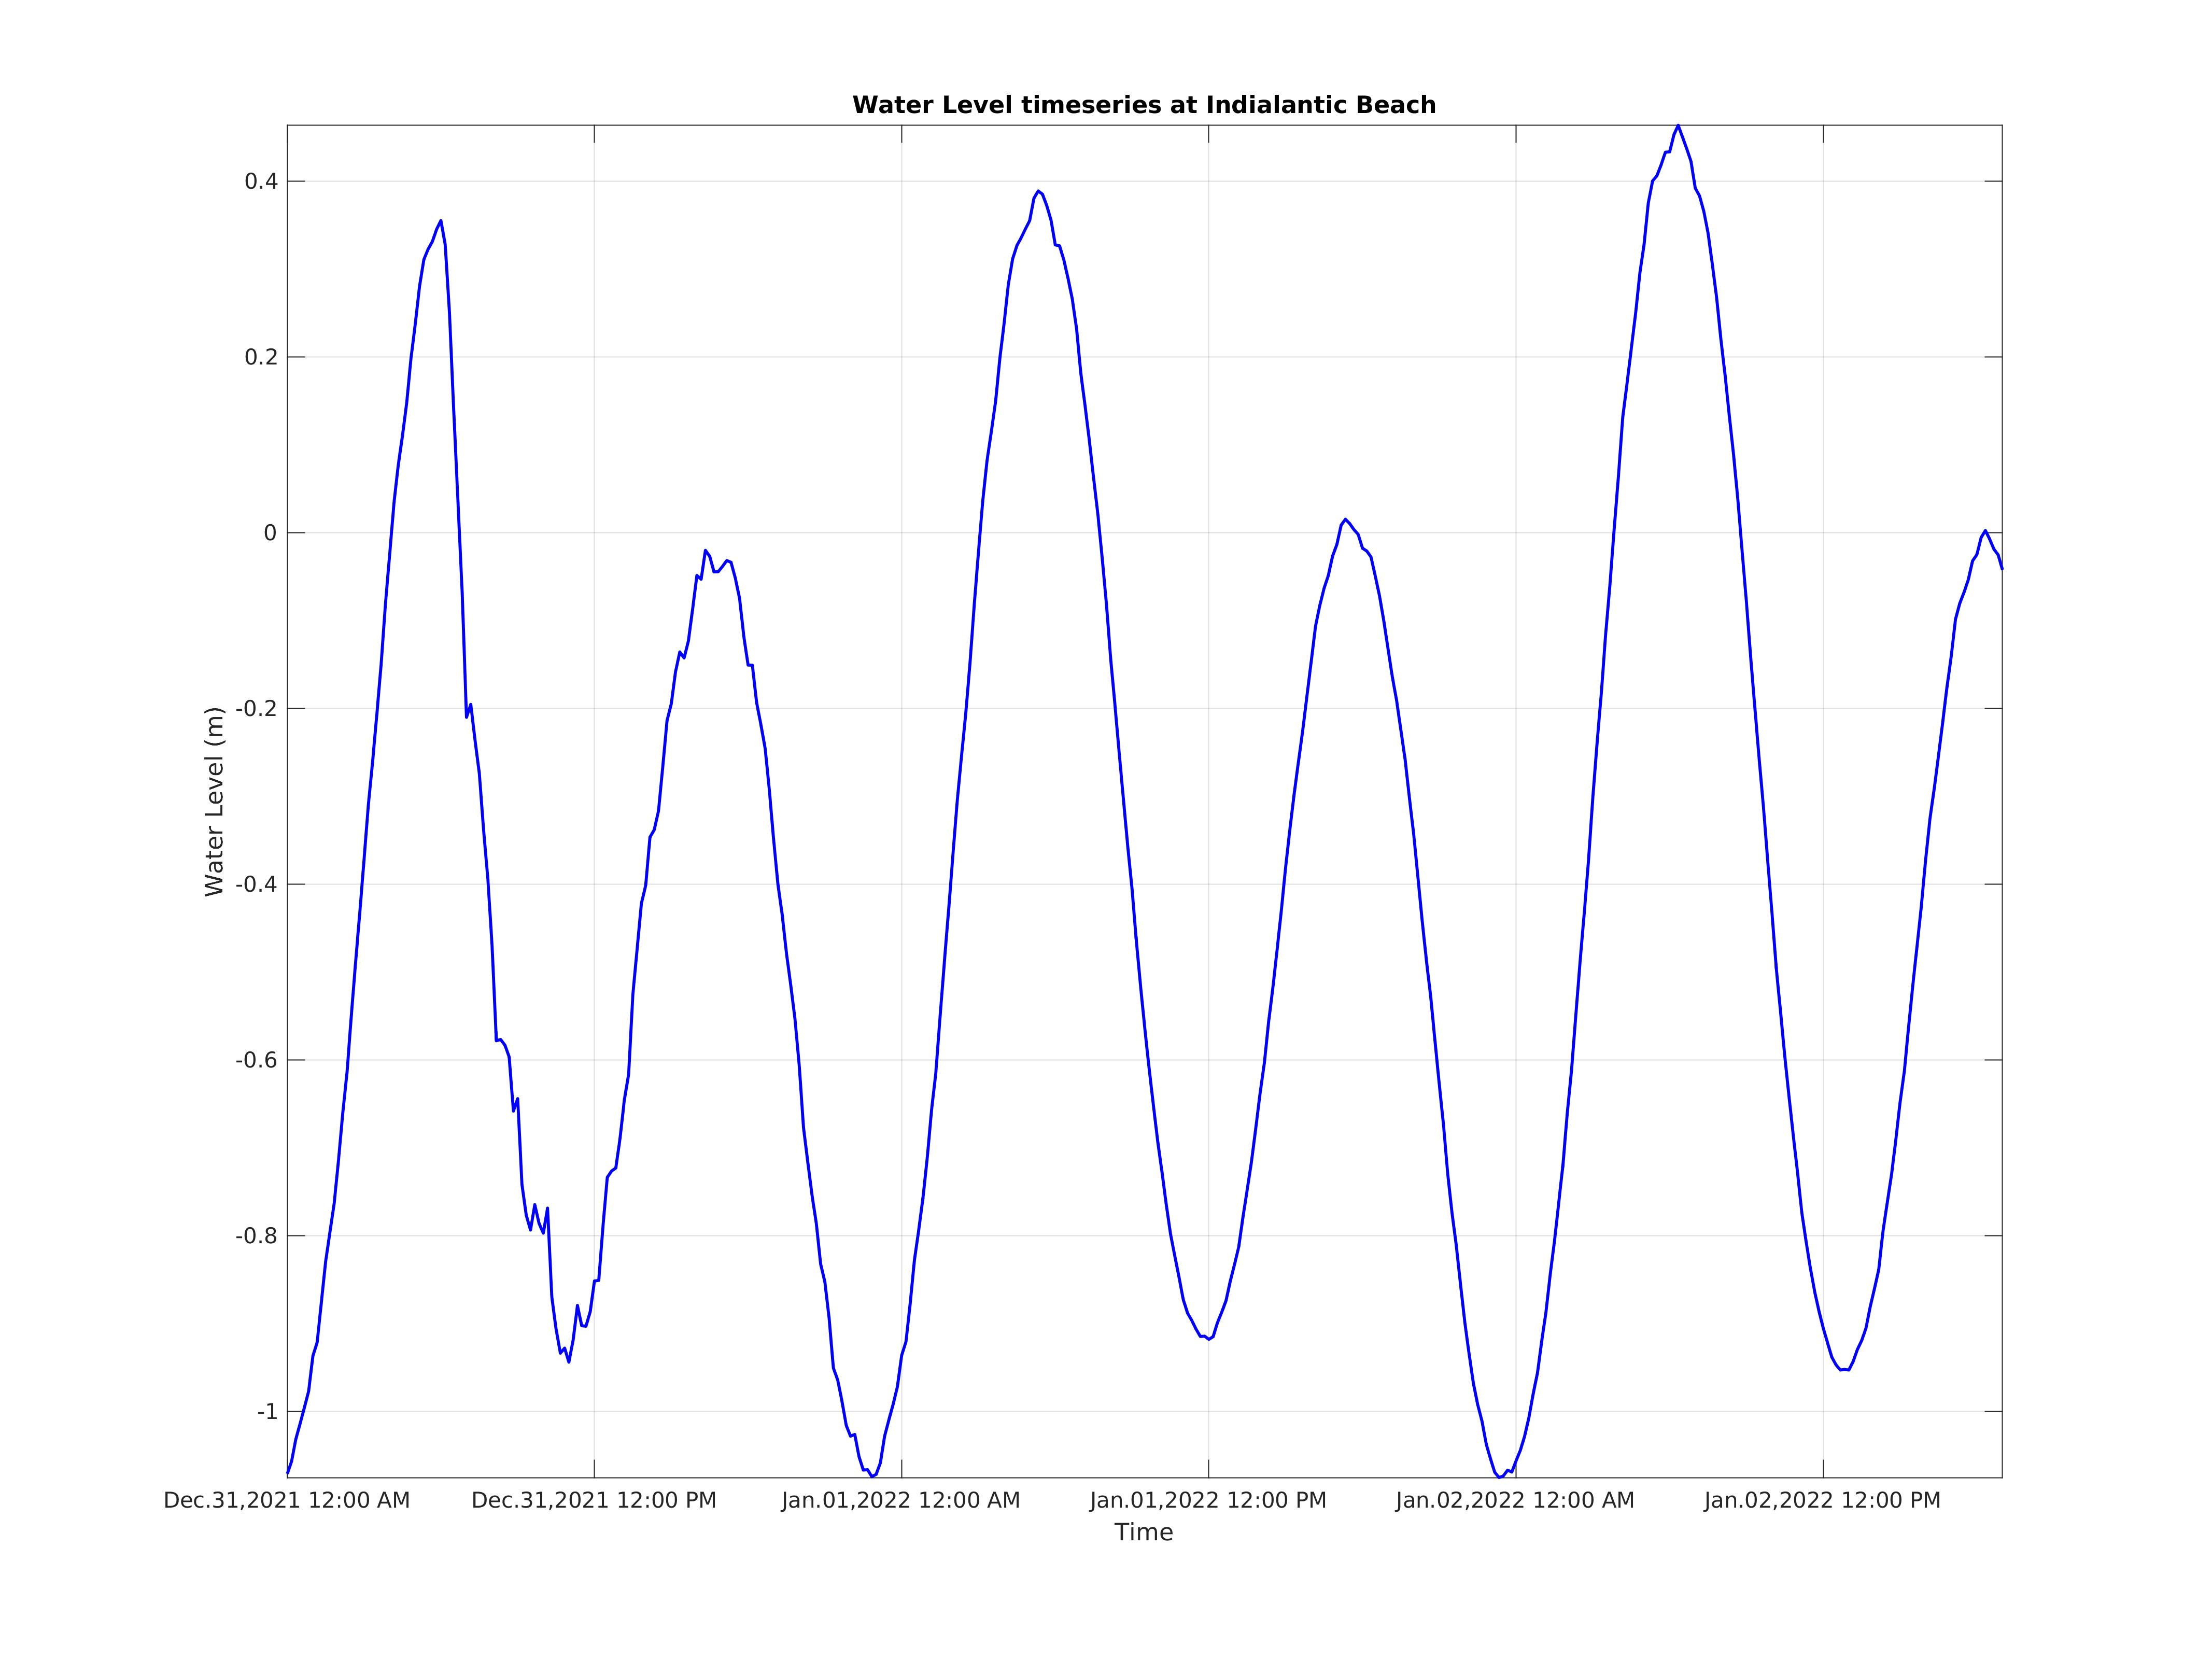 Water Level timeseries at Indialantic Beach
0.4
0.2
0
-0.2
-0.4
-0.6
-0.8
-1
Water Level (m)
Dec.31,2021 12:00 AM
Dec.31,2021 12:00 PM
Jan.01,2022 12:00 AM
Jan.01,2022 12:00 PM
Jan.02,2022 12:00 AM
Jan.02,2022 12:00 PM
Time